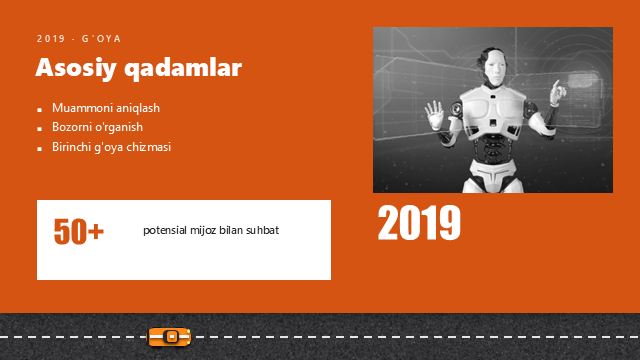 2019 · G'OYA
Asosiy qadamlar
▪ Muammoni aniqlash
▪ Bozorni o'rganish
▪ Birinchi g'oya chizmasi
50+ potensial mijoz bilan suhbat
2019